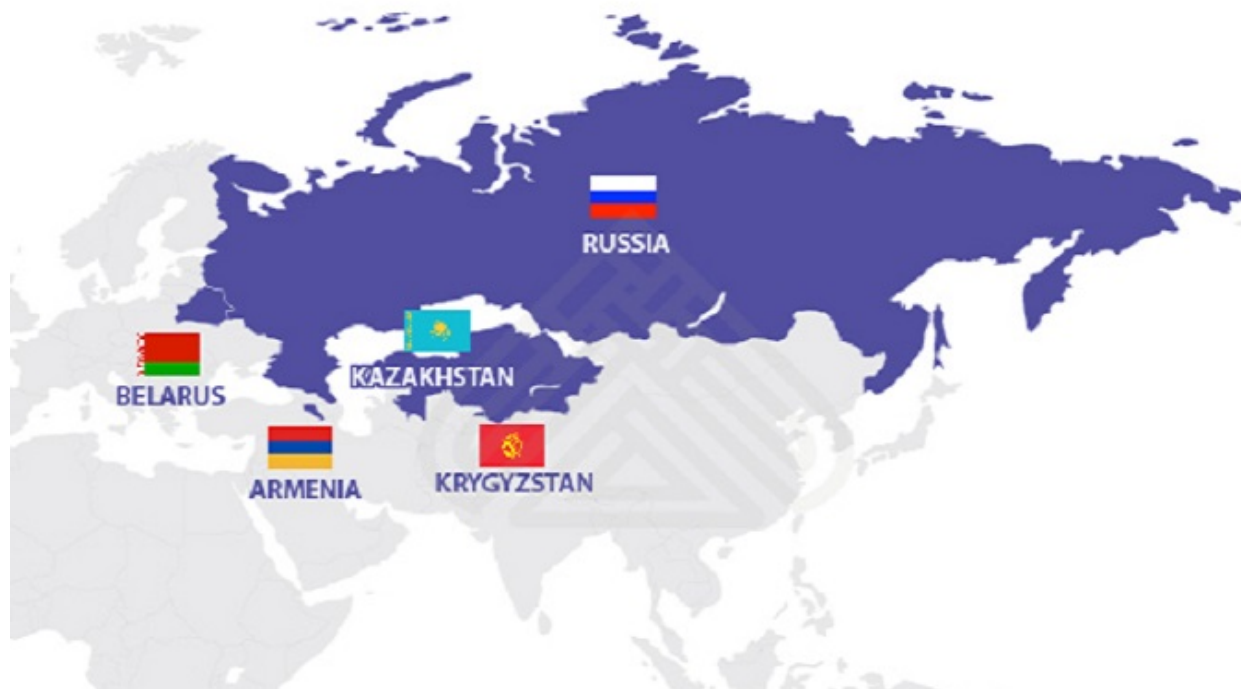 RUSSIA
KAZAKHSTAN
BELARUS
KRYGYZSTAN
ARMENIA